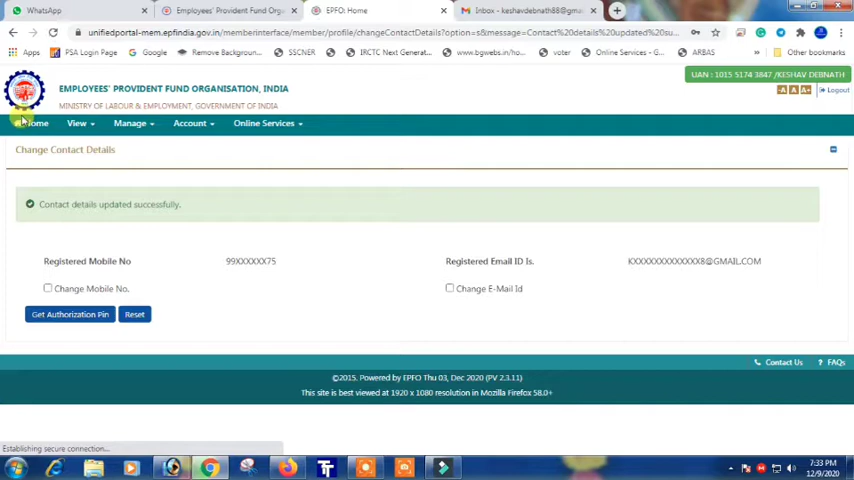 WhatsApp
Employees' Provident Fund Orga
EPFO: Home
Inbox - keshavdebnath88@gma
unifiedportal-mem.epfindia.gov.in/memberinterface/member/profile/changeContactDetails?option=s&message=Contact%20details%20updated%20su...
Apps
PSA Login Page
Google
Remove Backgroun...
SSCNER
IRCTC Next Generat...
www.bgwebs.in/ho...
voter
Online Services - G...
ARBAS
»
Other bookmarks
UAN : 1015 5174 3847 /KESHAV DEBNATH
EMPLOYEES' PROVIDENT FUND ORGANISATION, INDIA
-A A A+ Logout
MINISTRY OF LABOUR & EMPLOYMENT, GOVERNMENT OF INDIA
Home View Manage Account Online Services
Change Contact Details
Contact details updated successfully.
Registered Mobile No 99XXXXXX75 Registered Email ID Is. KXXXXXXXXXXXXX8@GMAIL.COM
Change Mobile No. Change E-Mail Id
Get Authorization Pin Reset
Contact Us ? FAQs
©2015. Powered by EPFO Thu 03, Dec 2020 (PV 2.3.11)
This site is best viewed at 1920 x 1080 resolution in Mozilla Firefox 58.0+
Establishing secure connection...
7:33 PM
12/9/2020